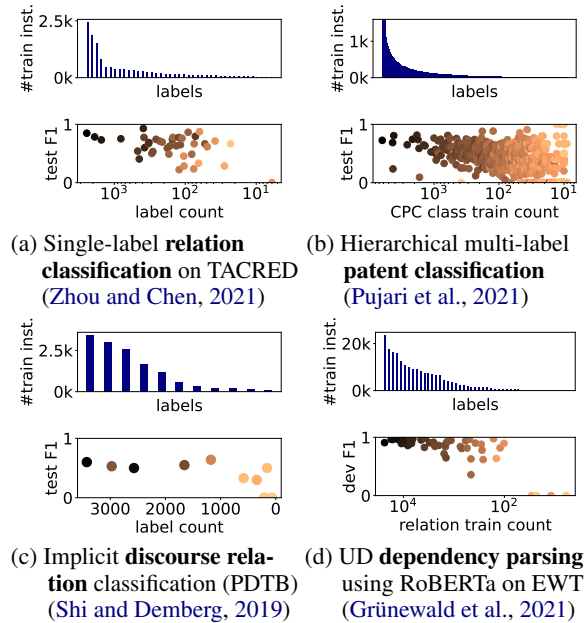 2.5k
0k
#train inst.
labels
1
0
test F1
10³ 10² 10¹
label count
(a) Single-label relation
classification on TACRED
(Zhou and Chen, 2021)
1k
0k
#train inst.
labels
1
0
test F1
10³ 10² 10¹
CPC class train count
(b) Hierarchical multi-label
patent classification
(Pujari et al., 2021)
2.5k
0k
#train inst.
labels
1
0
test F1
3000 2000 1000 0
label count
(c) Implicit discourse rela-
tion classification (PDTB)
(Shi and Demberg, 2019)
20k
0k
#train inst.
labels
1
0
dev F1
10⁴ 10²
relation train count
(d) UD dependency parsing
using RoBERTa on EWT
(Grünewald et al., 2021)